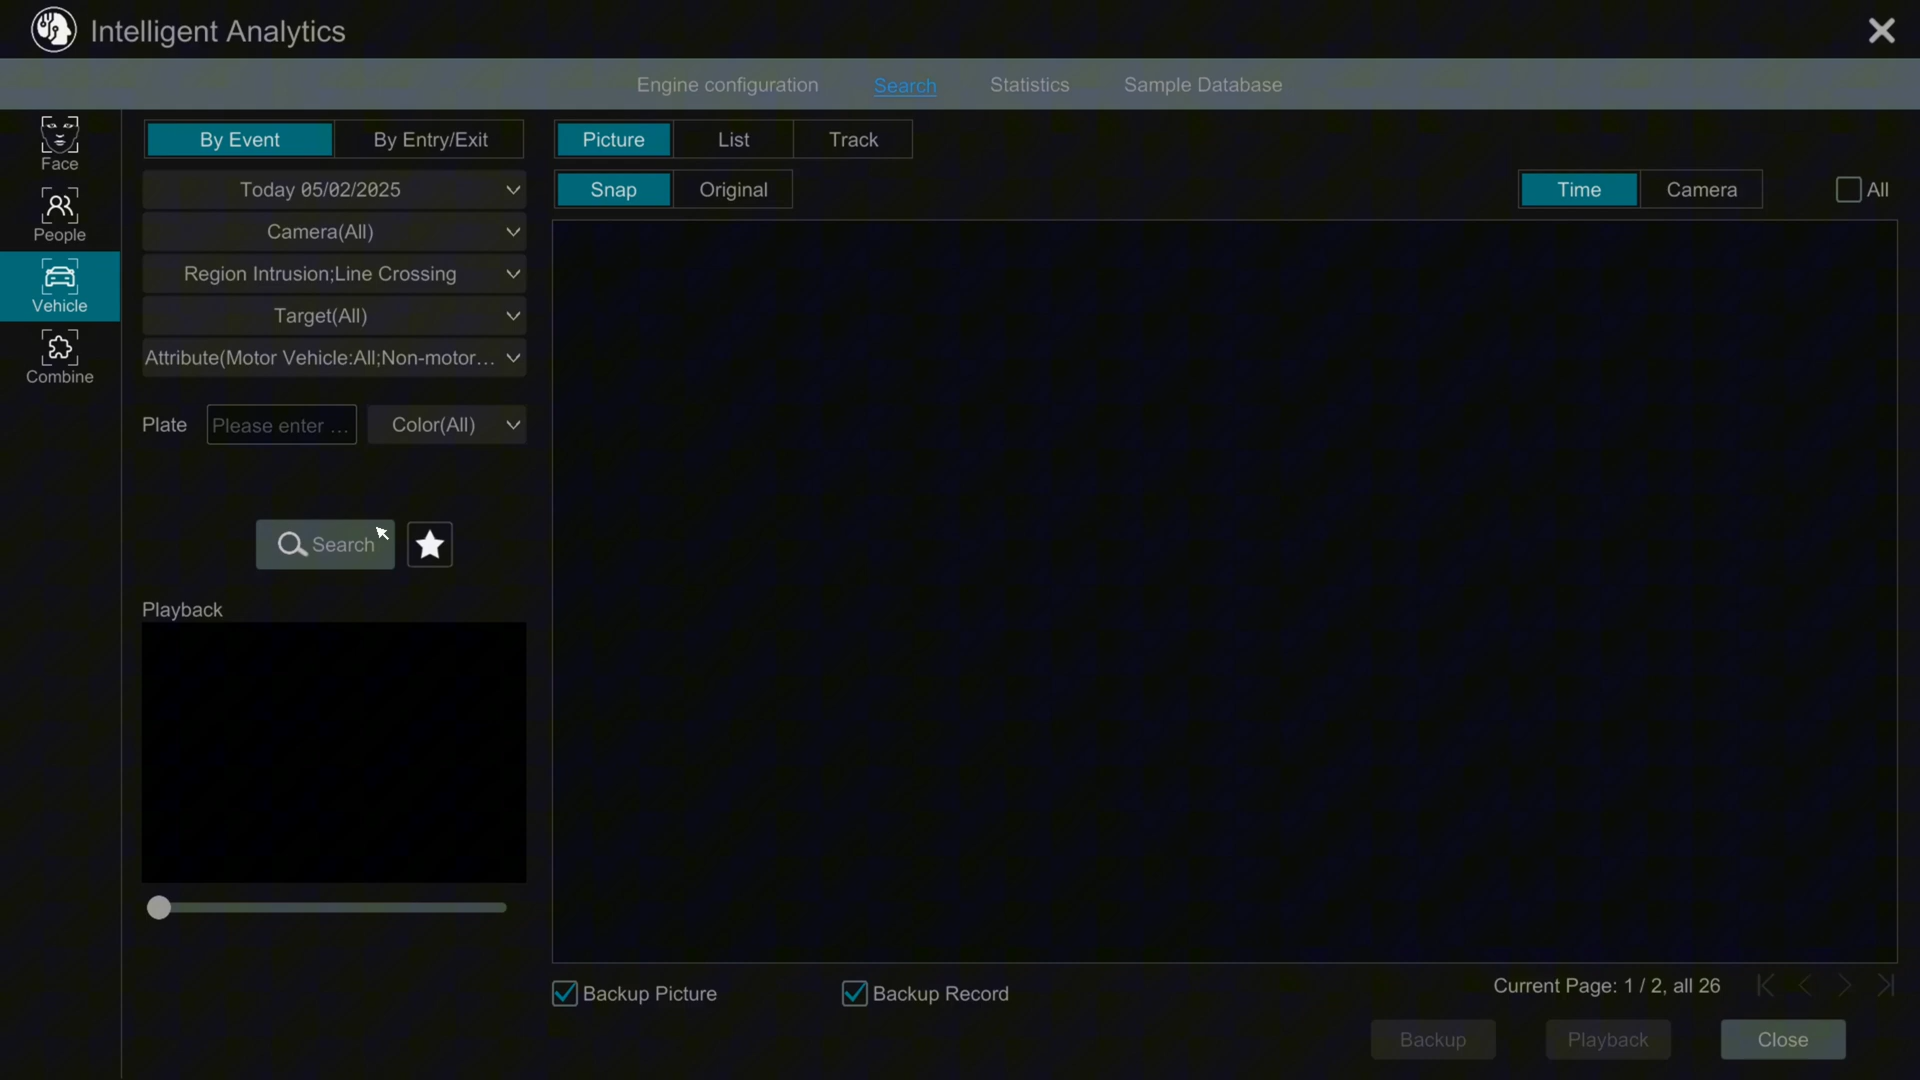 Intelligent Analytics
Engine configuration
Search
Statistics
Sample Database
Face
People
Vehicle
Combine
By Event
By Entry/Exit
Today 05/02/2025
Camera(All)
Region Intrusion;Line Crossing
Target(All)
Attribute(Motor Vehicle:All;Non-motor...
Plate
Please enter ...
Color(All)
Search
Playback
Picture
List
Track
Snap
Original
Time
Camera
All
Backup Picture
Backup Record
Current Page: 1 / 2, all 26
Backup
Playback
Close